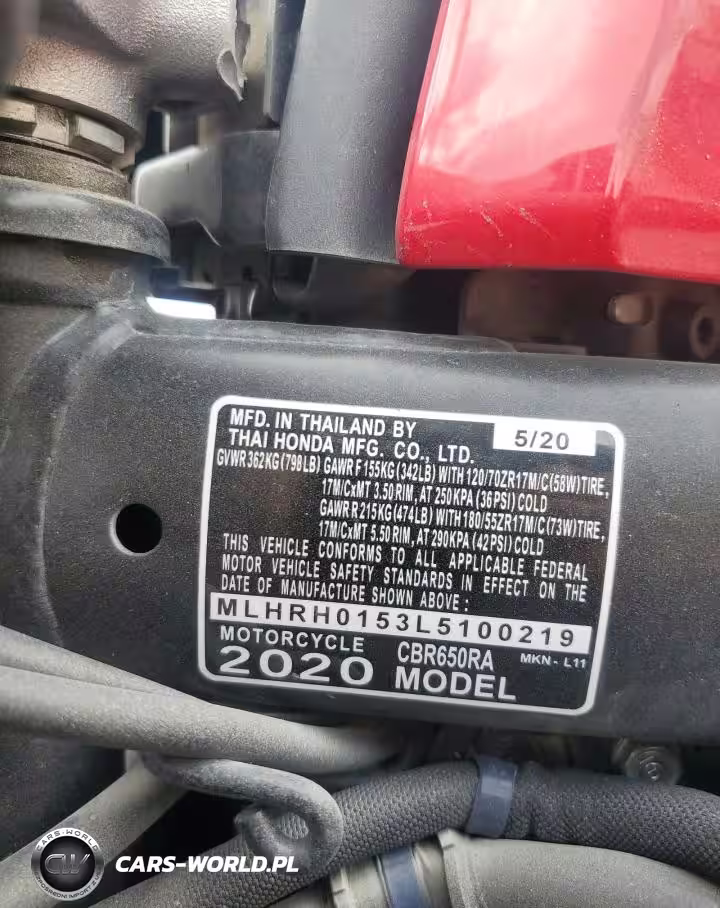 MFD. IN THAILAND BY 5/20
THAI HONDA MFG. CO., LTD.
GVWR 362KG (798LB) GAWR F 155KG (342LB) WITH 120/70ZR17M/C(58W) TIRE,
17M/CxMT 3.50 RIM, AT 250 KPA (36PSI) COLD
GAWR R 215KG (474LB) WITH 180/55ZR17M/C (73W) TIRE,
17M/CxMT 5.50 RIM, AT 290KPA (42PSI) COLD
THIS VEHICLE CONFORMS TO ALL APPLICABLE FEDERAL
MOTOR VEHICLE SAFETY STANDARDS IN EFFECT ON THE
DATE OF MANUFACTURE SHOWN ABOVE :
MLHRH0153L5100219
MOTORCYCLE CBR650RA MKN - L11
2020 MODEL
CARS-WORLD
CW
CARS-WORLD.PL